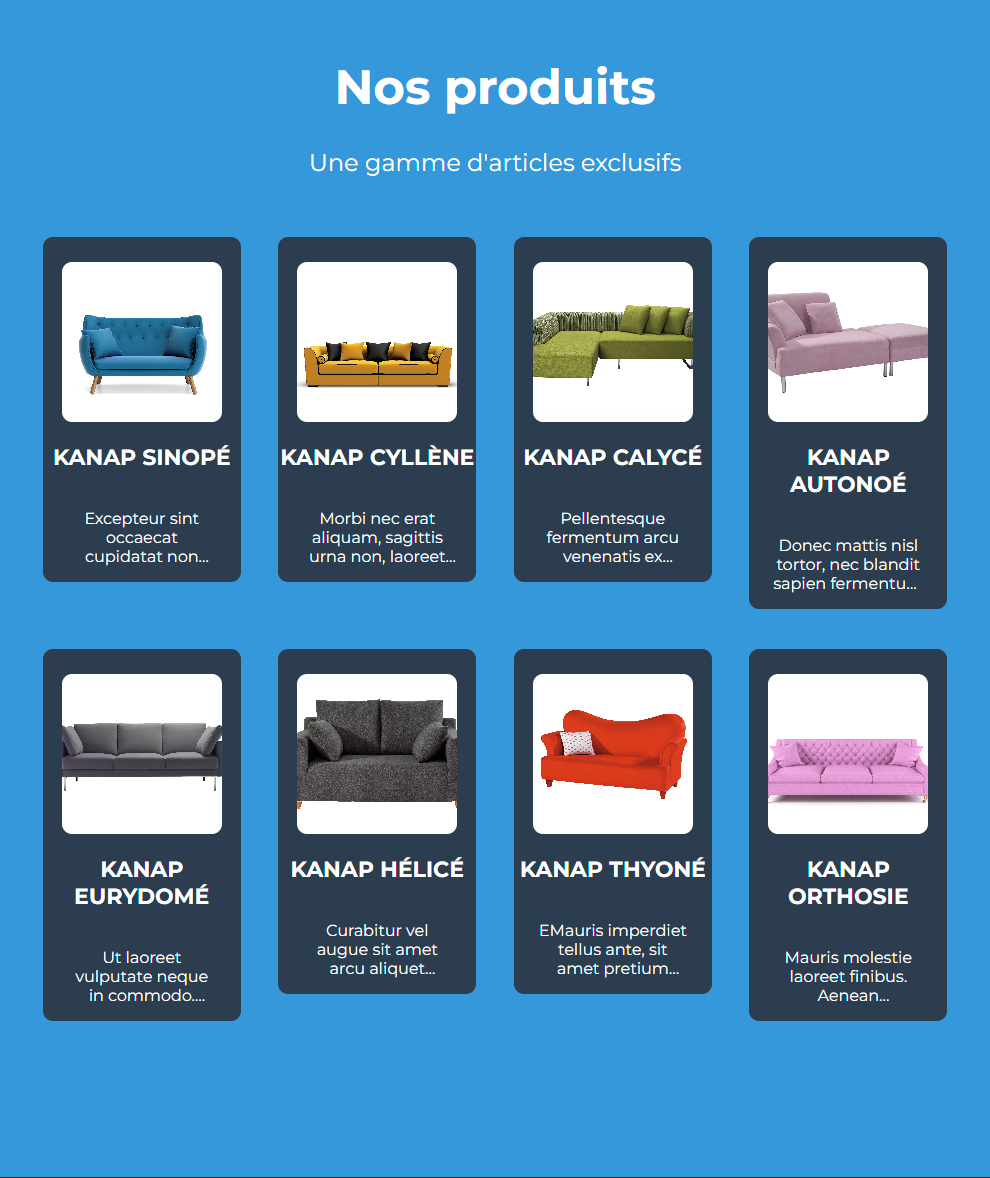 Nos produits
Une gamme d'articles exclusifs
KANAP SINOPÉ
Excepteur sint
occaecat
cupidatat non...
KANAP CYLLÈNE
Morbi nec erat
aliquam, sagittis
urna non, laoreet...
KANAP CALYCÉ
Pellentesque
fermentum arcu
venenatis ex...
KANAP
AUTONOÉ
Donec mattis nisl
tortor, nec blandit
sapien fermentu...
KANAP
EURYDOMÉ
Ut laoreet
vulputate neque
in commodo....
KANAP HÉLICÉ
Curabitur vel
augue sit amet
arcu aliquet...
KANAP THYONÉ
EMauris imperdiet
tellus ante, sit
amet pretium...
KANAP
ORTHOSIE
Mauris molestie
laoreet finibus.
Aenean...